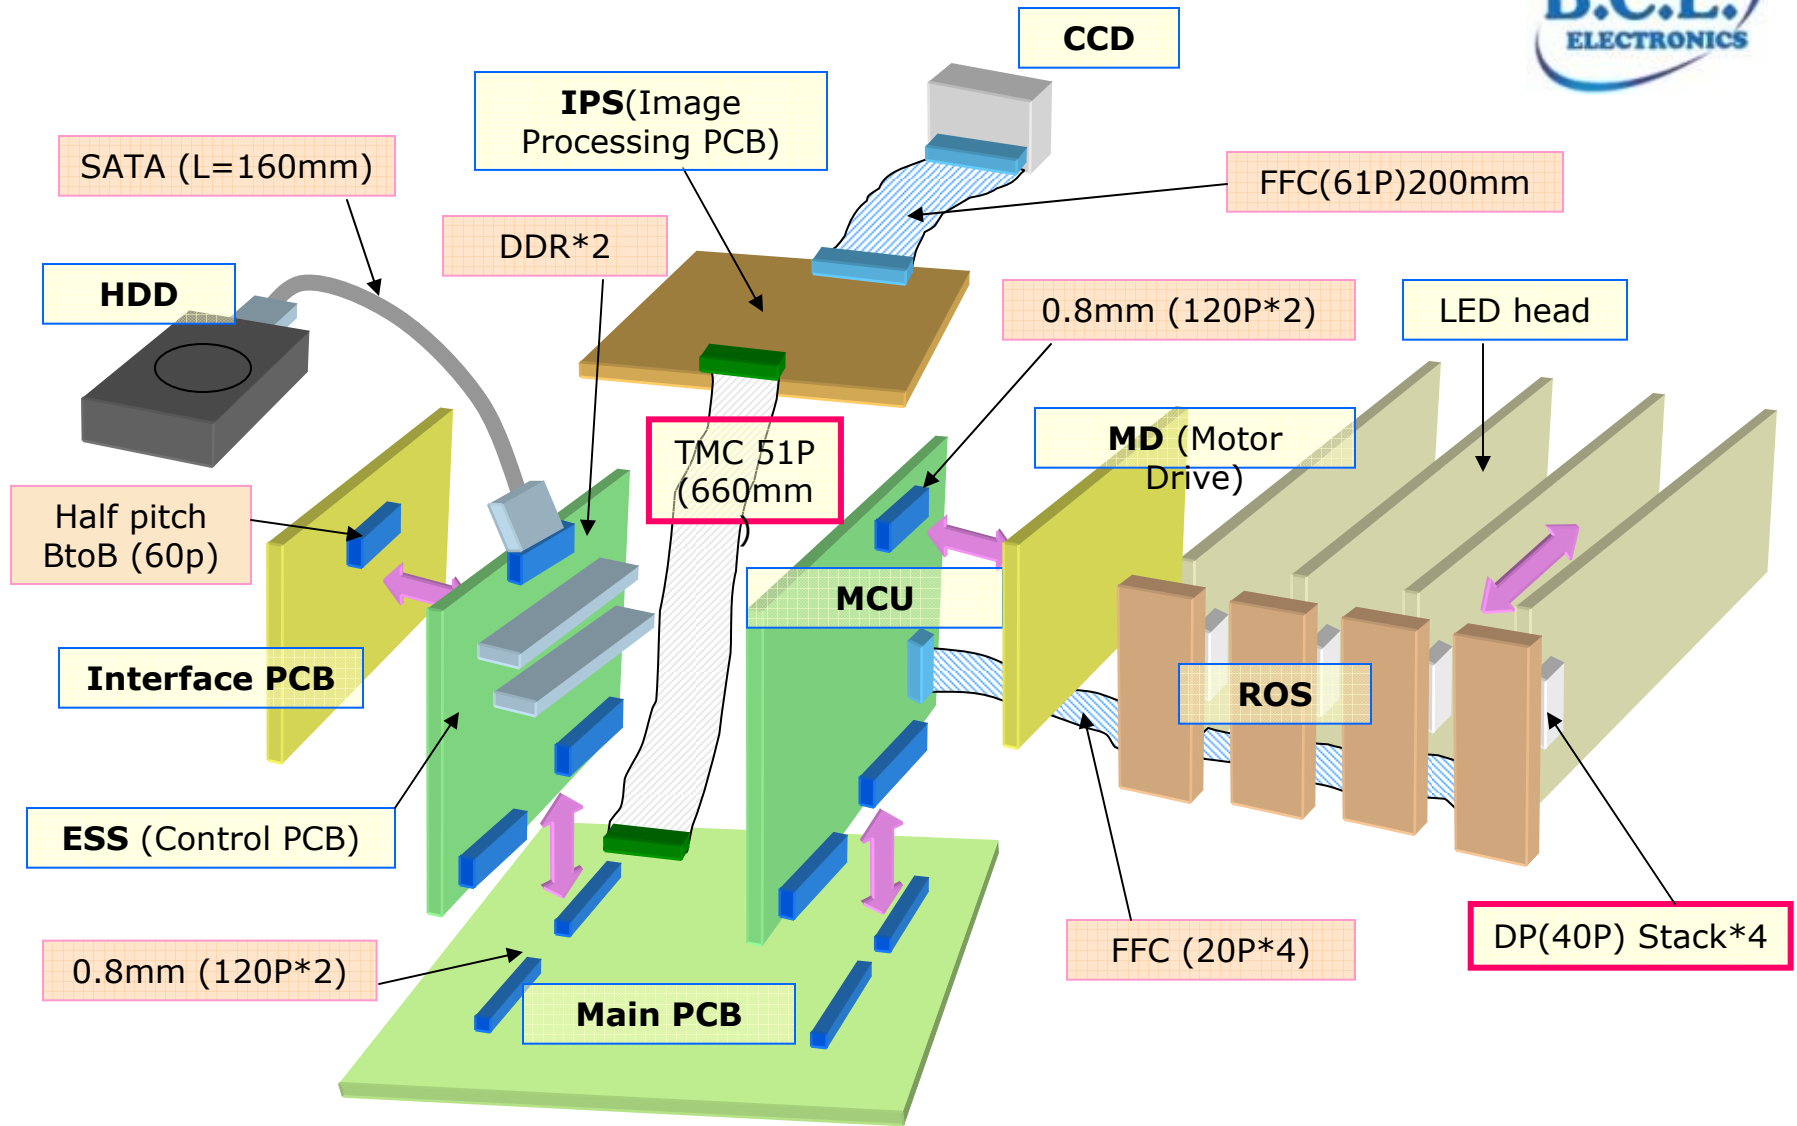 B.C.E.
ELECTRONICS
CCD
IPS(Image
Processing PCB)
SATA (L=160mm)
FFC(61P)200mm
DDR*2
HDD
0.8mm (120P*2)
LED head
TMC 51P
(660mm
)
MD (Motor
Drive)
Half pitch
BtoB (60p)
MCU
Interface PCB
ROS
ESS (Control PCB)
DP(40P) Stack*4
FFC (20P*4)
0.8mm (120P*2)
Main PCB